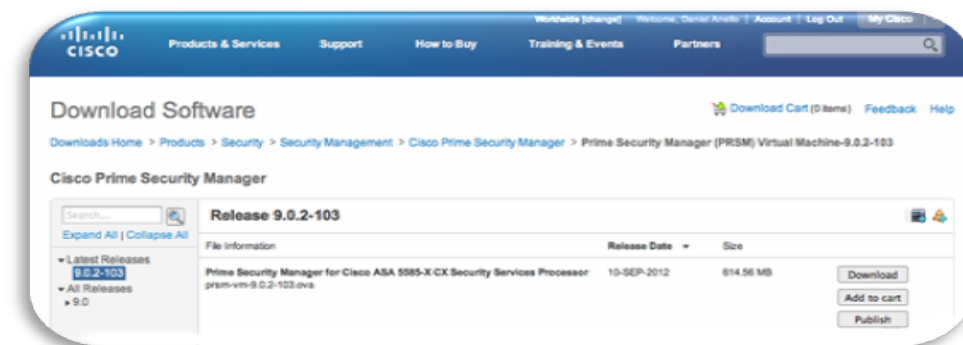 Worldwide [change] Welcome, Daniel Anello Account Log Out My Cisco
CISCO Products & Services Support How to Buy Training & Events Partners
Download Software
Download Cart (0 items) Feedback Help
Downloads Home > Products > Security > Security Management > Cisco Prime Security Manager > Prime Security Manager (PRSM) Virtual Machine-9.0.2-103
Cisco Prime Security Manager
Search...
Release 9.0.2-103
Expand All | Collapse All
File Information Release Date Size
Latest Releases
9.0.2-103
All Releases
9.0
Prime Security Manager for Cisco ASA 5585-X CX Security Services Processor
prsm-vm-9.0.2-103.ova
10-SEP-2012 614.56 MB
Download
Add to cart
Publish